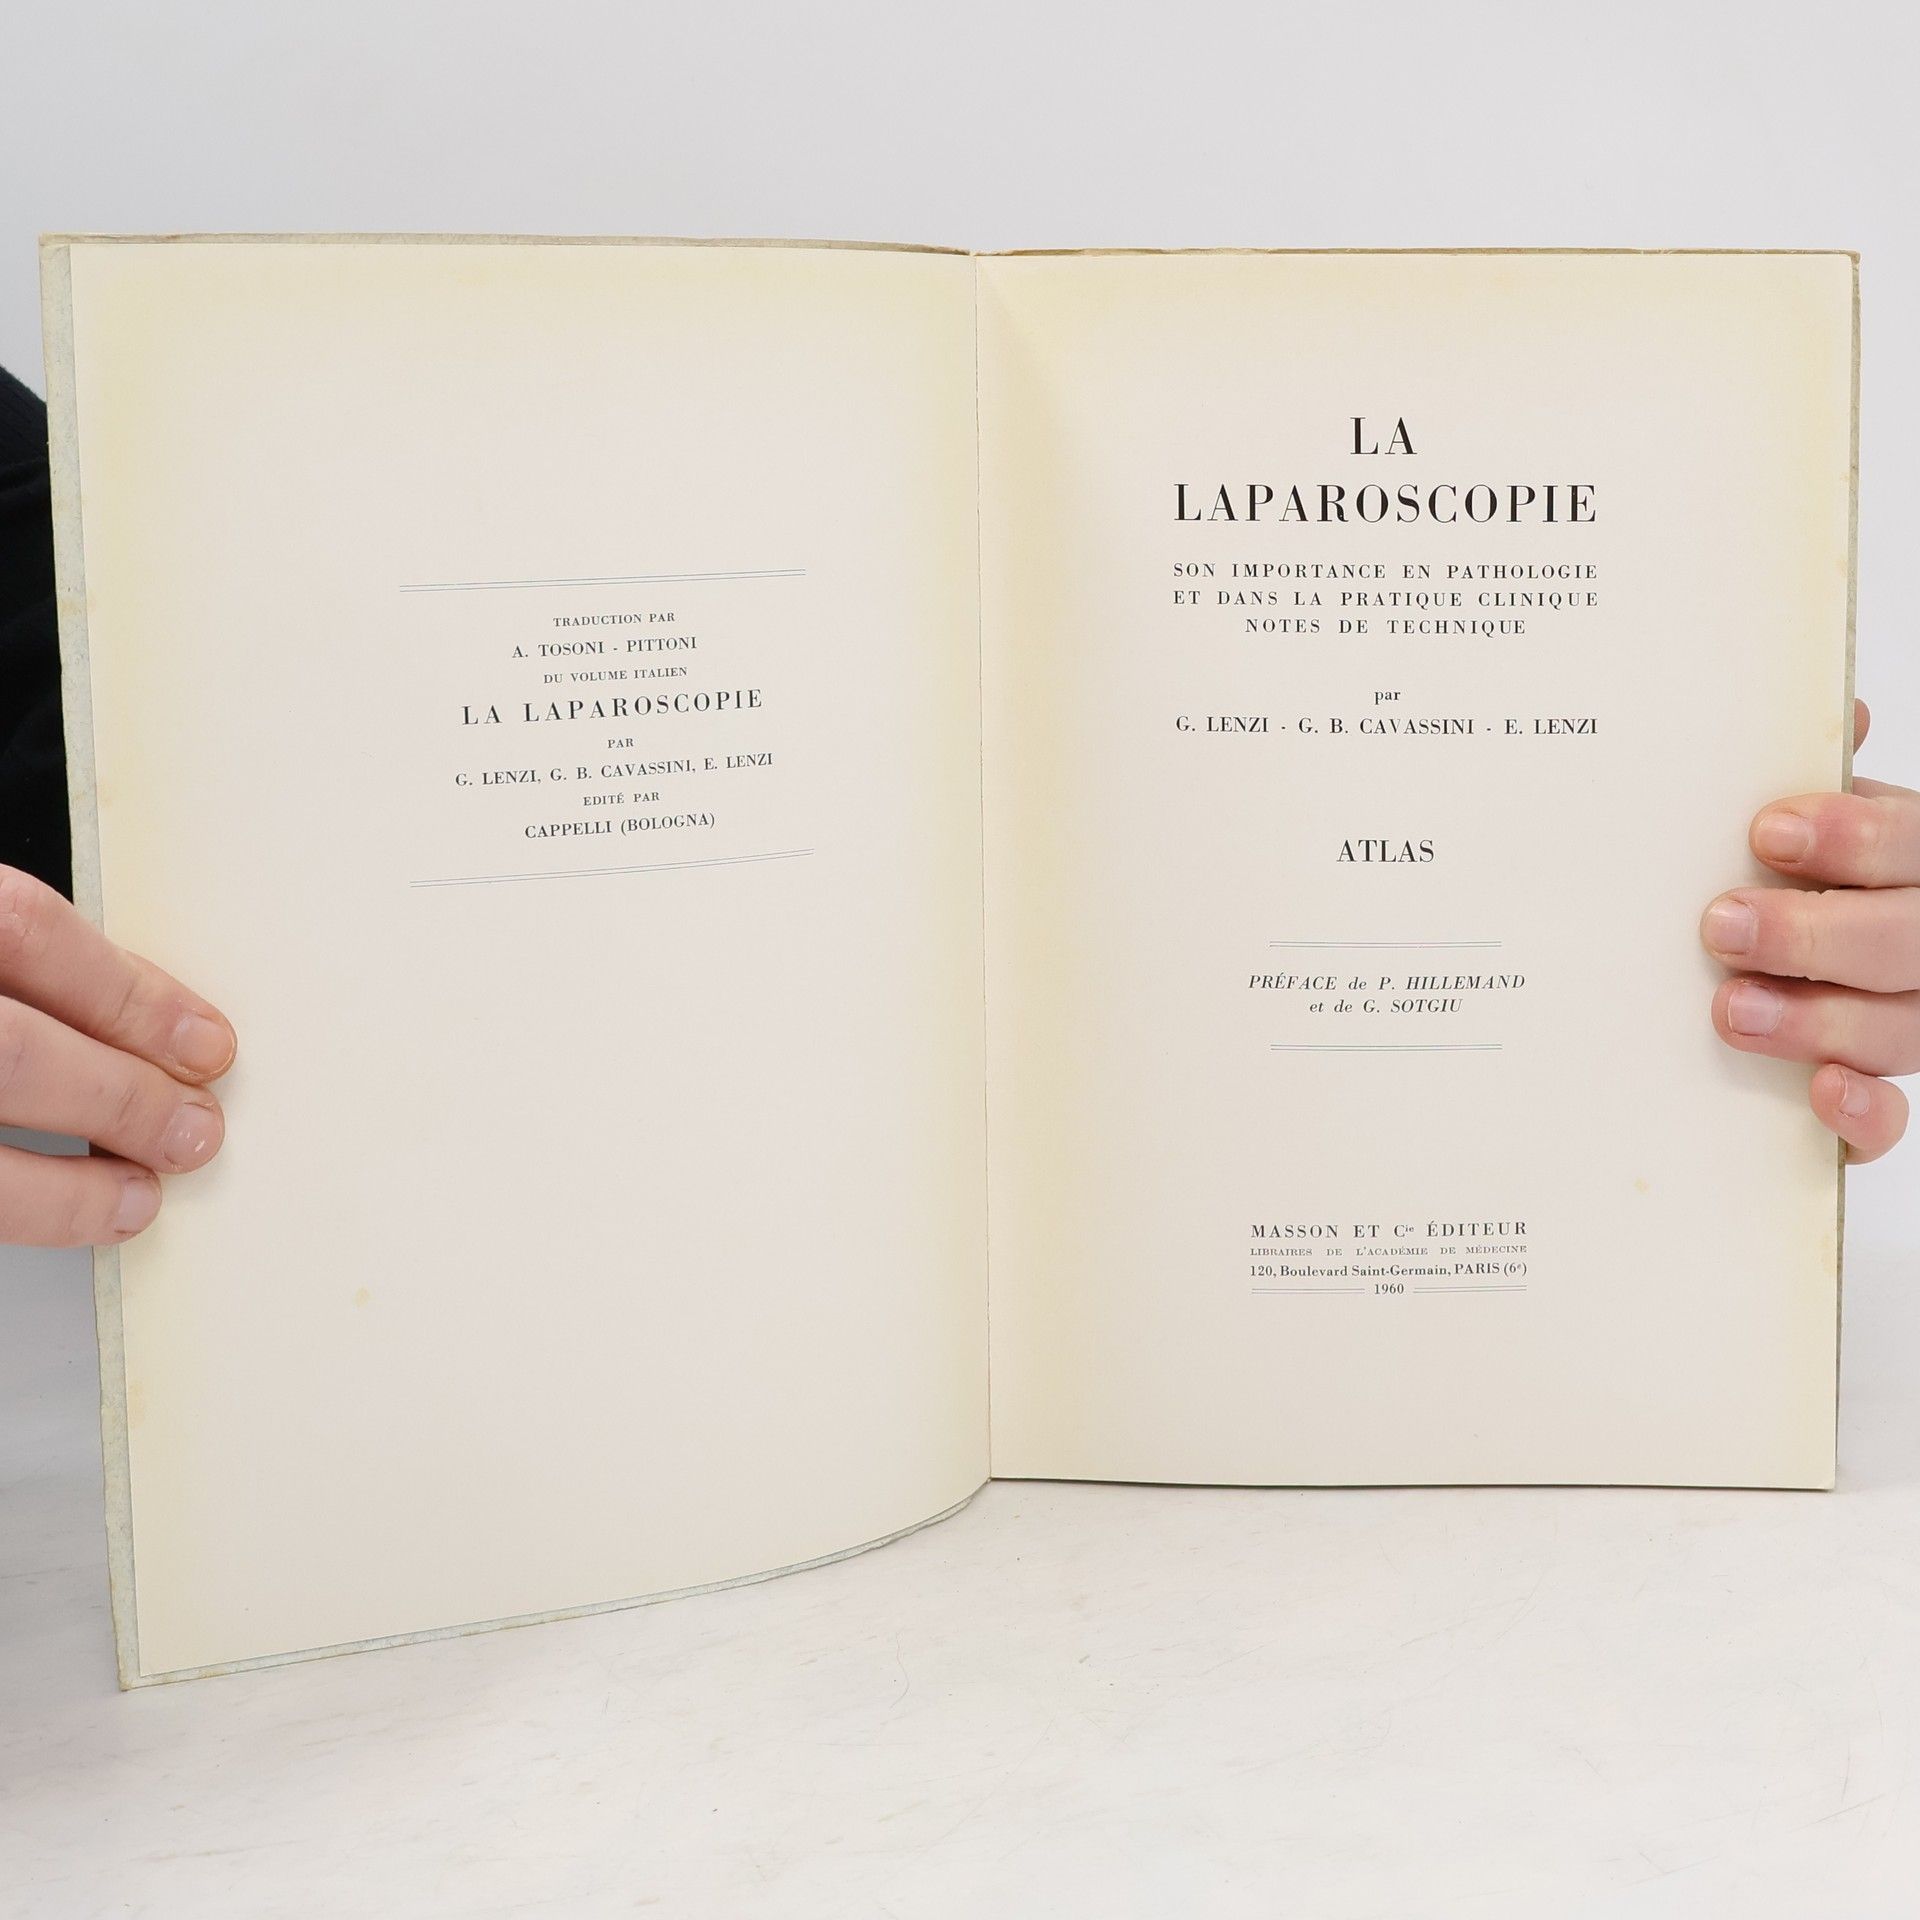 TRADUCTION PAR
A. TOSONI - PITTONI
DU VOLUME ITALIEN
LA LAPAROSCOPIE
PAR
G. LENZI, G. B. CAVASSINI, E. LENZI
EDITÉ PAR
CAPPELLI (BOLOGNA)
LA
LAPAROSCOPIE
SON IMPORTANCE EN PATHOLOGIE
ET DANS LA PRATIQUE CLINIQUE
NOTES DE TECHNIQUE
par
G. LENZI - G. B. CAVASSINI - E. LENZI
ATLAS
PRÉFACE de P. HILLEMAND
et de G. SOTGIU
MASSON ET Cie ÉDITEUR
LIBRAIRES DE L'ACADÉMIE DE MÉDECINE
120, Boulevard Saint-Germain, PARIS (6e)
1960